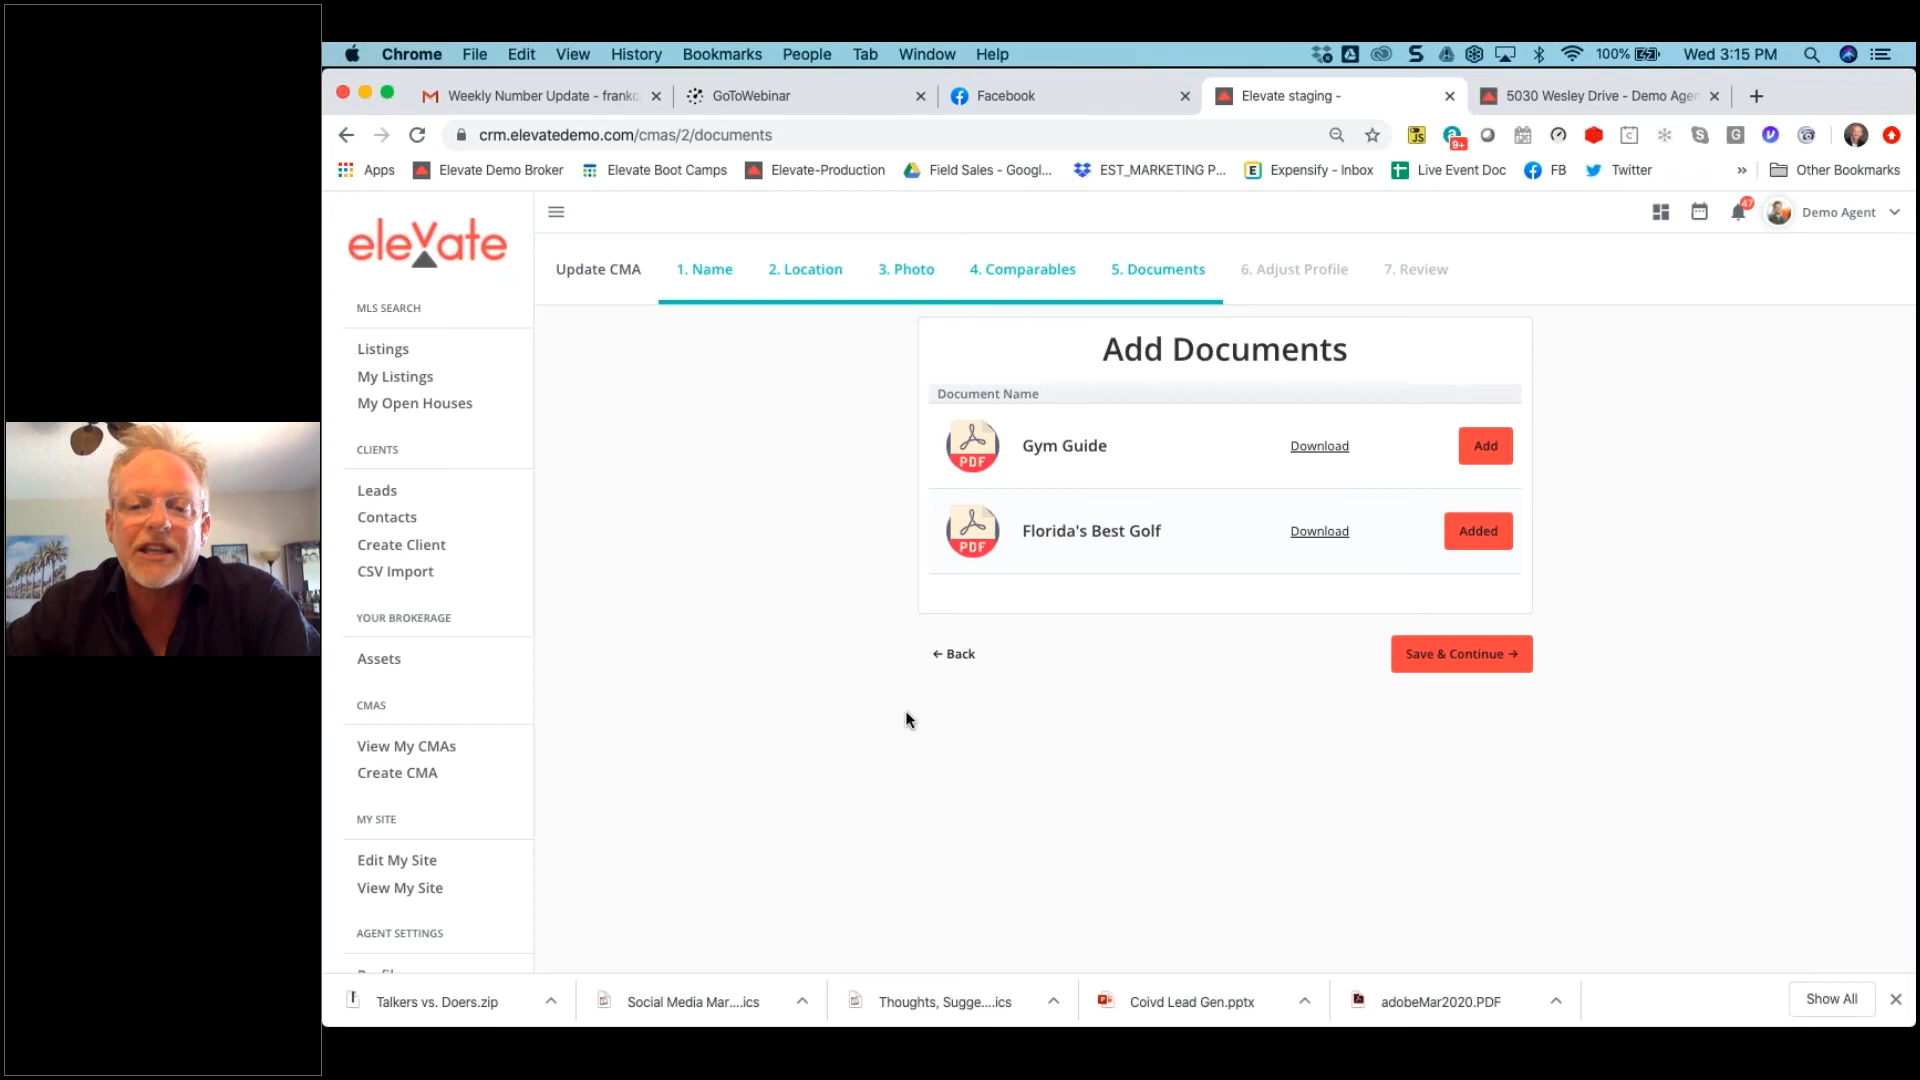 Chrome File Edit View History Bookmarks People Tab Window Help 100% Wed 3:15 PM
Weekly Number Update - frankc GoToWebinar Facebook Elevate staging - 5030 Wesley Drive - Demo Agen
crm.elevatedemo.com/cmas/2/documents JS 9+
Apps Elevate Demo Broker Elevate Boot Camps Elevate-Production Field Sales - Googl... EST_MARKETING P... Expensify - Inbox Live Event Doc FB Twitter » Other Bookmarks
elevate
47 Demo Agent
Update CMA 1. Name 2. Location 3. Photo 4. Comparables 5. Documents 6. Adjust Profile 7. Review
MLS SEARCH
Listings
My Listings
My Open Houses
CLIENTS
Leads
Contacts
Create Client
CSV Import
YOUR BROKERAGE
Assets
CMAS
View My CMAs
Create CMA
MY SITE
Edit My Site
View My Site
AGENT SETTINGS
Add Documents
Document Name
PDF Gym Guide Download Add
PDF Florida's Best Golf Download Added
← Back Save & Continue →
Talkers vs. Doers.zip Social Media Mar....ics Thoughts, Sugge....ics Coivd Lead Gen.pptx adobeMar2020.PDF Show All